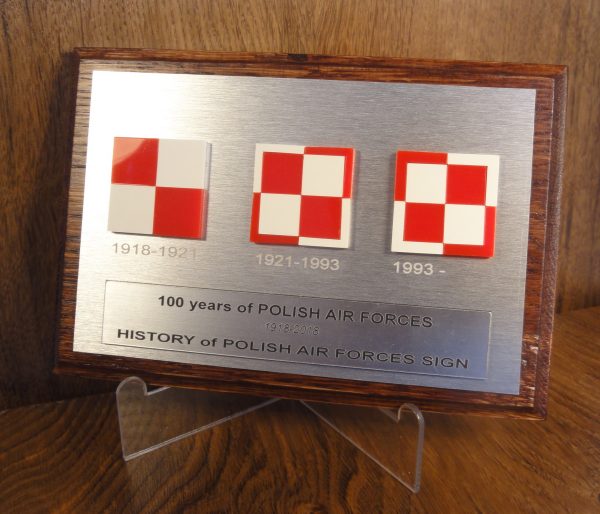 1918-1921
1921-1993
1993 -
100 years of POLISH AIR FORCES
1918-2018
HISTORY of POLISH AIR FORCES SIGN